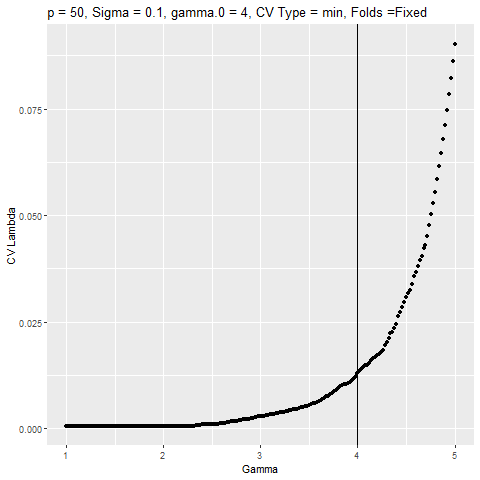 p = 50, Sigma = 0.1, gamma.0 = 4, CV Type = min, Folds =Fixed
0.075
0.050
0.025
0.000
CV Lambda
1 2 3 4 5
Gamma